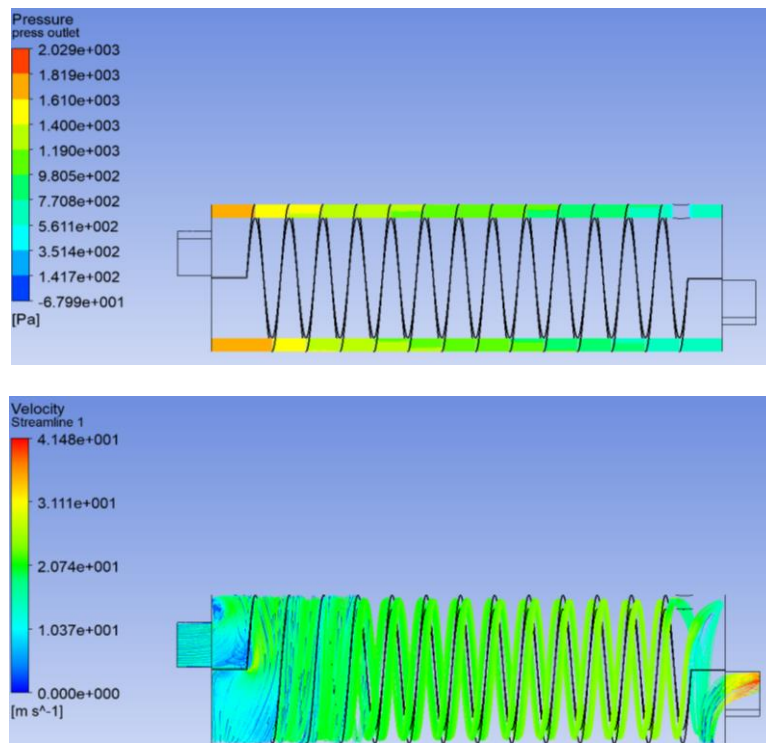 Pressure
press outlet
2.029e+003
1.819e+003
1.610e+003
1.400e+003
1.190e+003
9.805e+002
7.708e+002
5.611e+002
3.514e+002
1.417e+002
-6.799e+001
[Pa]
Velocity
Streamline 1
4.148e+001
3.111e+001
2.074e+001
1.037e+001
0.000e+000
[m s^-1]